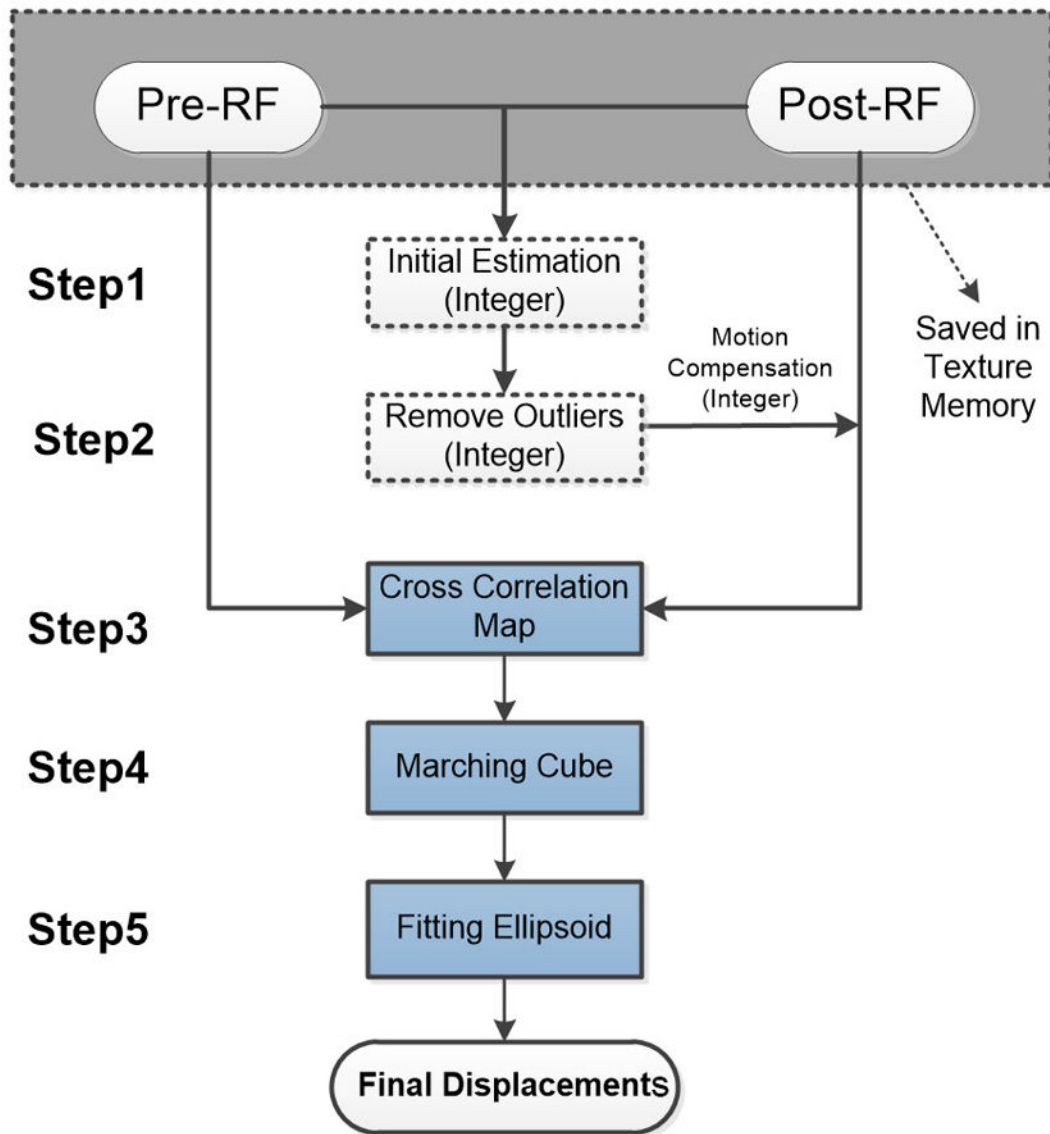 Pre-RF
Post-RF
Step1
Initial Estimation
(Integer)
Saved in
Texture
Memory
Motion
Compensation
(Integer)
Step2
Remove Outliers
(Integer)
Step3
Cross Correlation
Map
Step4
Marching Cube
Step5
Fitting Ellipsoid
Final Displacements